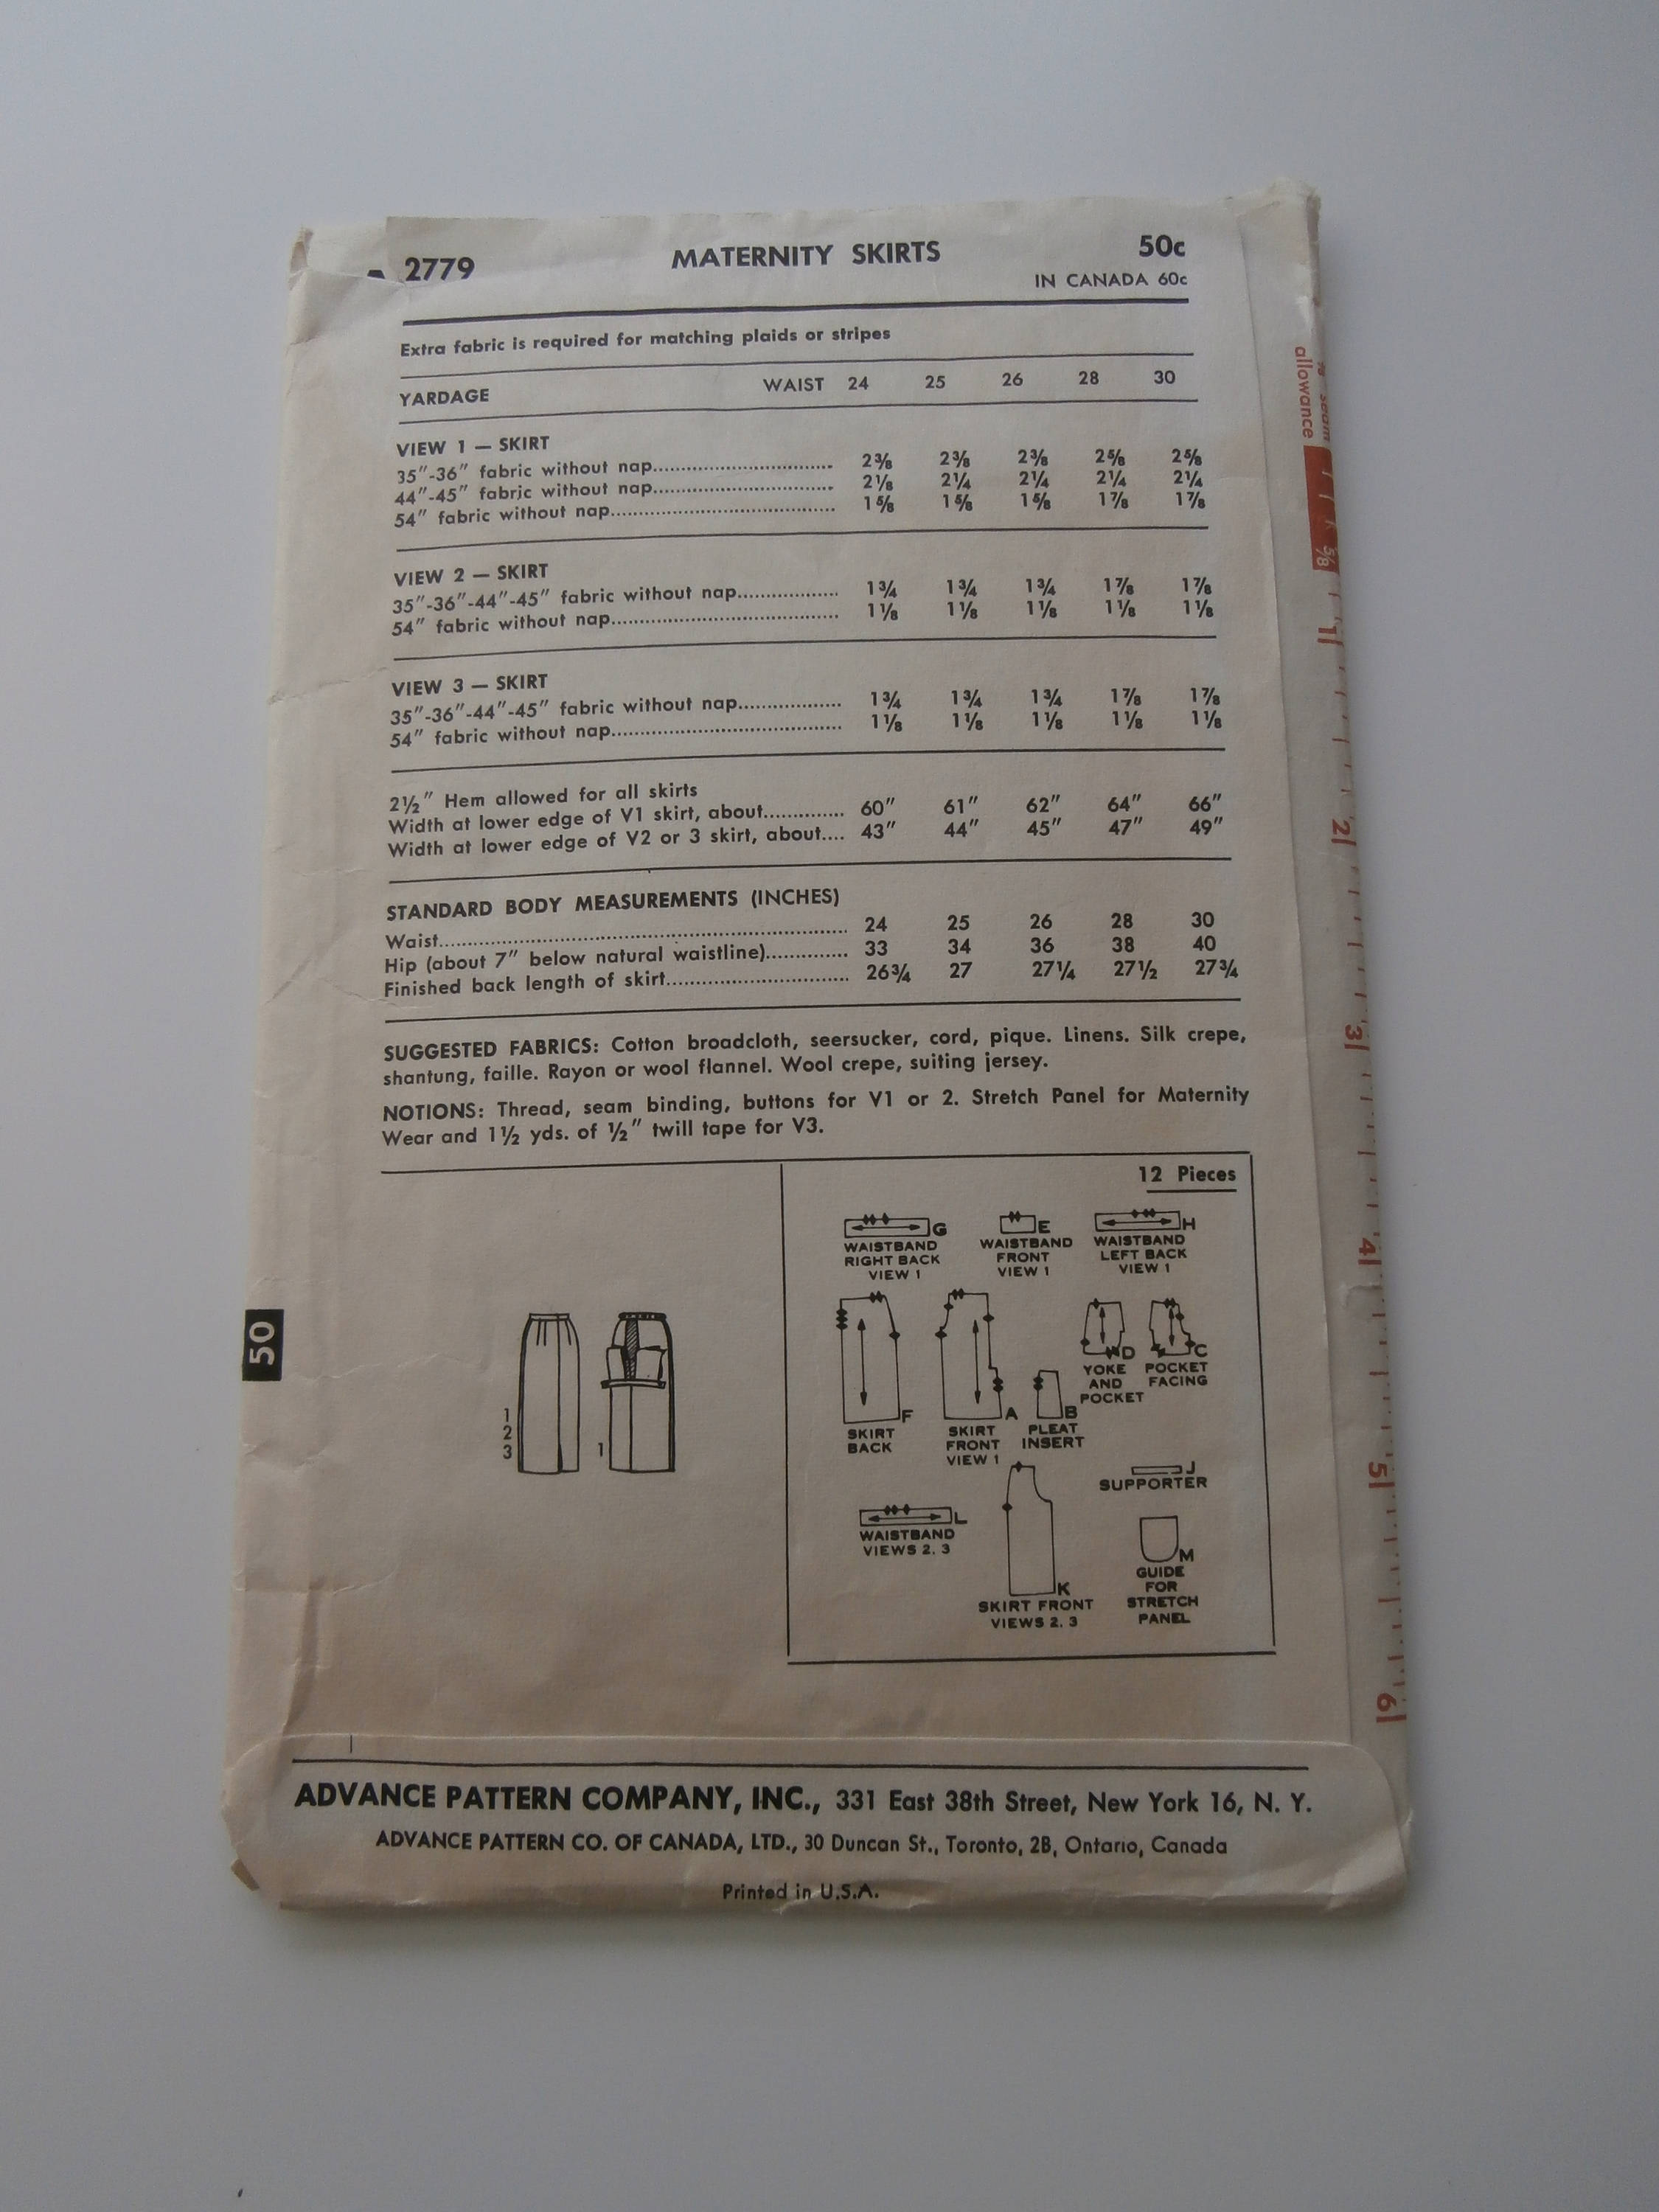 2779 MATERNITY SKIRTS 50c
IN CANADA 60c
Extra fabric is required for matching plaids or stripes
YARDAGE WAIST 24 25 26 28 30
VIEW 1 — SKIRT
35"-36" fabric without nap.............................. 2⅜ 2⅜ 2⅜ 2⅝ 2⅝
44"-45" fabric without nap.............................. 2⅛ 2¼ 2¼ 2¼ 2¼
54" fabric without nap..................................... 1⅝ 1⅝ 1⅝ 1⅞ 1⅞
VIEW 2 — SKIRT
35"-36"-44"-45" fabric without nap................. 1¾ 1¾ 1¾ 1⅞ 1⅞
54" fabric without nap...................................... 1⅛ 1⅛ 1⅛ 1⅛ 1⅛
VIEW 3 — SKIRT
35"-36"-44"-45" fabric without nap................. 1¾ 1¾ 1¾ 1⅞ 1⅞
54" fabric without nap...................................... 1⅛ 1⅛ 1⅛ 1⅛ 1⅛
2½" Hem allowed for all skirts
Width at lower edge of V1 skirt, about.............. 60" 61" 62" 64" 66"
Width at lower edge of V2 or 3 skirt, about.... 43" 44" 45" 47" 49"
STANDARD BODY MEASUREMENTS (INCHES)
Waist..................................................................... 24 25 26 28 30
Hip (about 7" below natural waistline).............. 33 34 36 38 40
Finished back length of skirt............................... 26¾ 27 27¼ 27½ 27¾
SUGGESTED FABRICS: Cotton broadcloth, seersucker, cord, pique. Linens. Silk crepe,
shantung, faille. Rayon or wool flannel. Wool crepe, suiting jersey.
NOTIONS: Thread, seam binding, buttons for V1 or 2. Stretch Panel for Maternity
Wear and 1½ yds. of ½" twill tape for V3.
12 Pieces
G
WAISTBAND
RIGHT BACK
VIEW 1
E
WAISTBAND
FRONT
VIEW 1
H
WAISTBAND
LEFT BACK
VIEW 1
F
SKIRT
BACK
A
SKIRT
FRONT
VIEW 1
B
PLEAT
INSERT
D
YOKE
AND
POCKET
C
POCKET
FACING
L
WAISTBAND
VIEWS 2. 3
K
SKIRT FRONT
VIEWS 2. 3
J
SUPPORTER
M
GUIDE
FOR
STRETCH
PANEL
1
2
3
1
50
ADVANCE PATTERN COMPANY, INC., 331 East 38th Street, New York 16, N. Y.
ADVANCE PATTERN CO. OF CANADA, LTD., 30 Duncan St., Toronto, 2B, Ontario, Canada
Printed in U.S.A.
seam
allowance
⅝
1
2
3
4
5
6